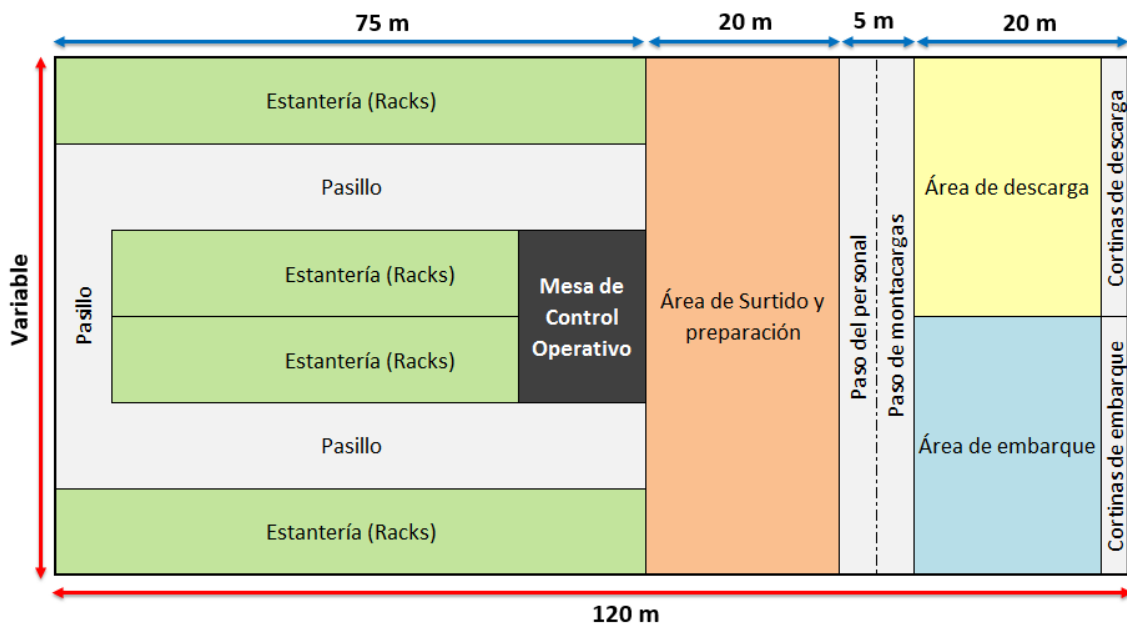 75 m
20 m
5 m
20 m
Estantería (Racks)
Pasillo
Estantería (Racks)
Estantería (Racks)
Pasillo
Estantería (Racks)
Pasillo
Variable
Mesa de
Control
Operativo
Área de Surtido y
preparación
Paso del personal
Paso de montacargas
Área de descarga
Cortinas de descarga
Área de embarque
Cortinas de embarque
120 m